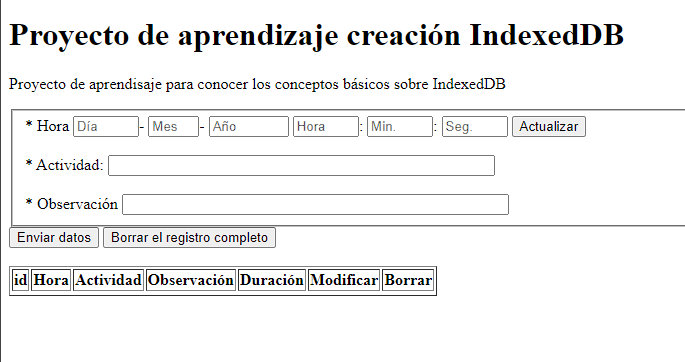 Proyecto de aprendizaje creación IndexedDB
Proyecto de aprendisaje para conocer los conceptos básicos sobre IndexedDB
* Hora Día - Mes - Año Hora : Min. : Seg. Actualizar
* Actividad:
* Observación
Enviar datos Borrar el registro completo
id Hora Actividad Observación Duración Modificar Borrar